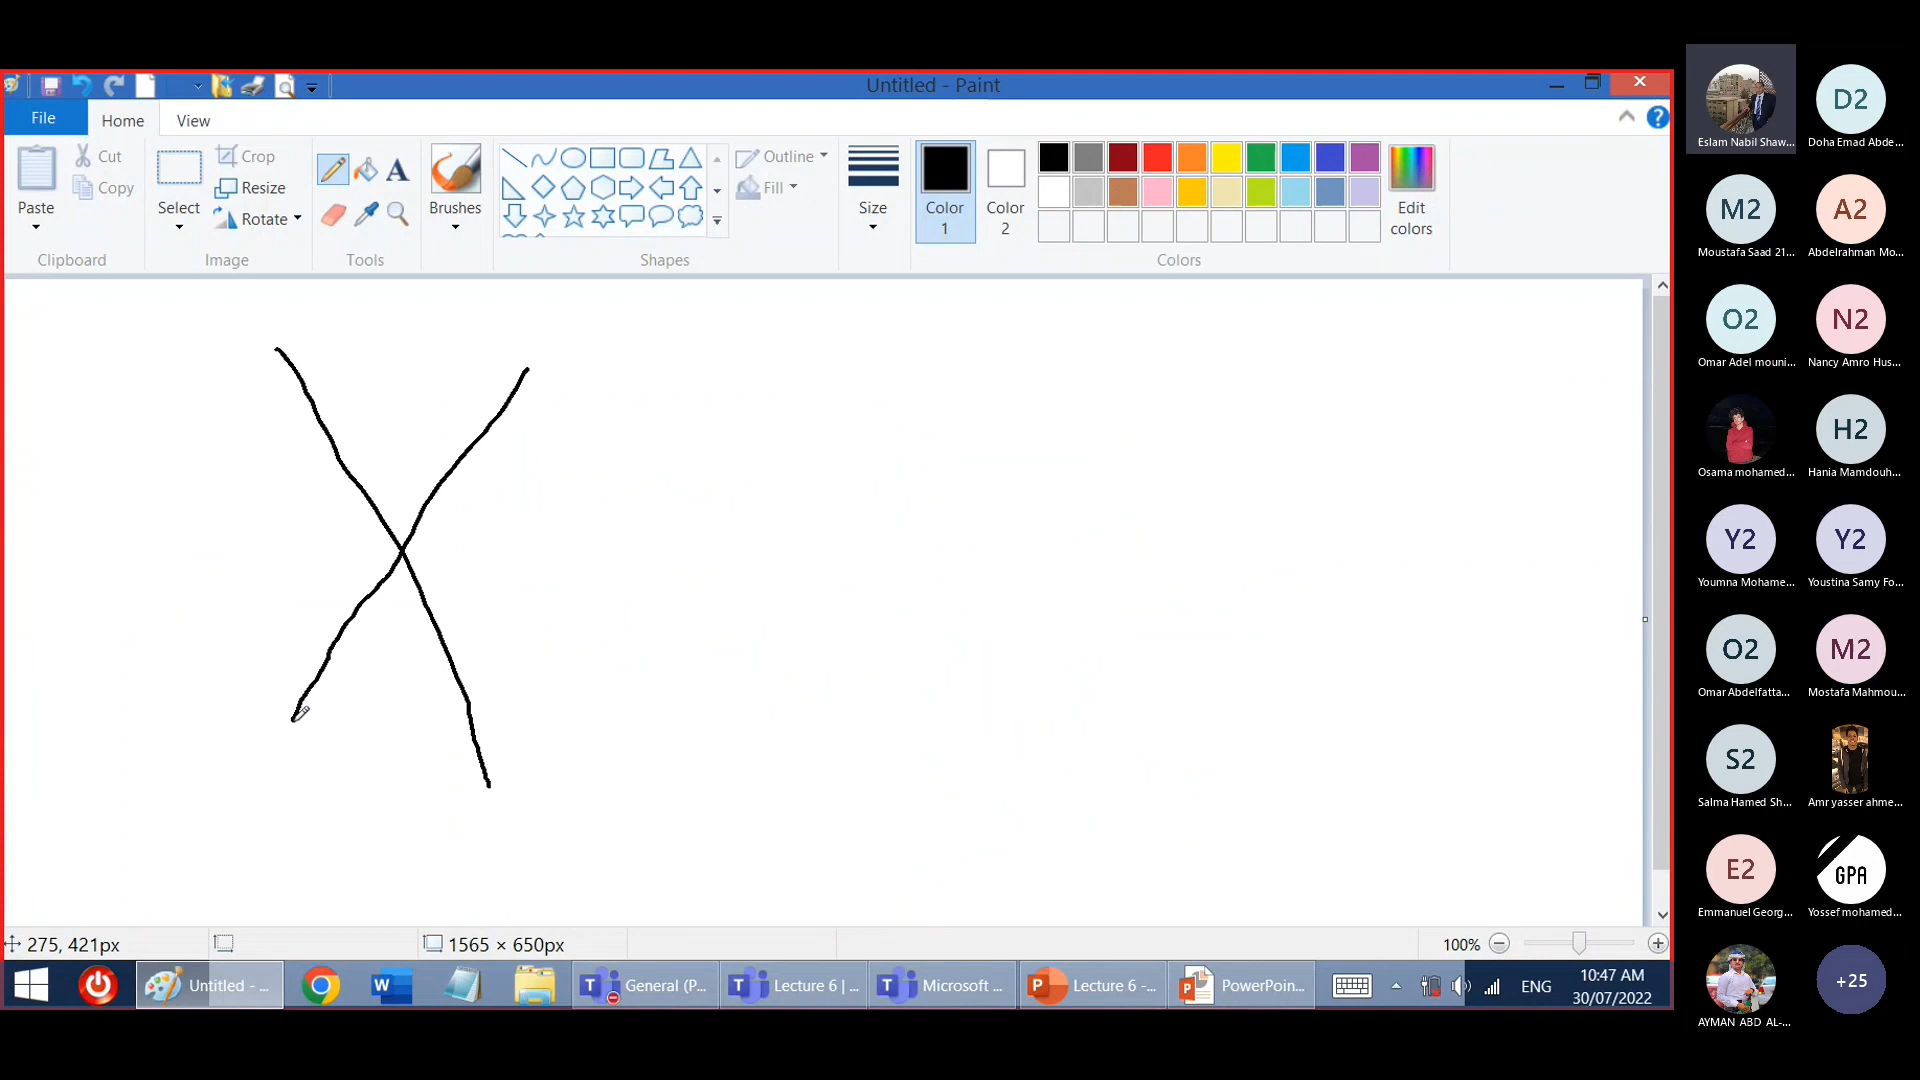 Untitled - Paint
File Home View
Paste
Cut
Copy
Clipboard
Select
Crop
Resize
Rotate
Image
Tools
Brushes
Shapes
Outline
Fill
Size
Color 1
Color 2
Edit colors
Colors
275, 421px
1565 × 650px
100%
Untitled - ...
General (P...
Lecture 6 | ...
Microsoft ...
Lecture 6 -...
PowerPoin...
ENG
10:47 AM
30/07/2022
Eslam Nabil Shaw...
D2
Doha Emad Abde...
M2
Moustafa Saad 21...
A2
Abdelrahman Mo...
O2
Omar Adel mouni...
N2
Nancy Amro Hus...
Osama mohamed...
H2
Hania Mamdouh...
Y2
Youmna Mohame...
Y2
Youstina Samy Fo...
O2
Omar Abdelfatta...
M2
Mostafa Mahmou...
S2
Salma Hamed Sh...
Amr yasser ahme...
E2
Emmanuel Georg...
GPA
Yossef mohamed...
AYMAN ABD AL-...
+25